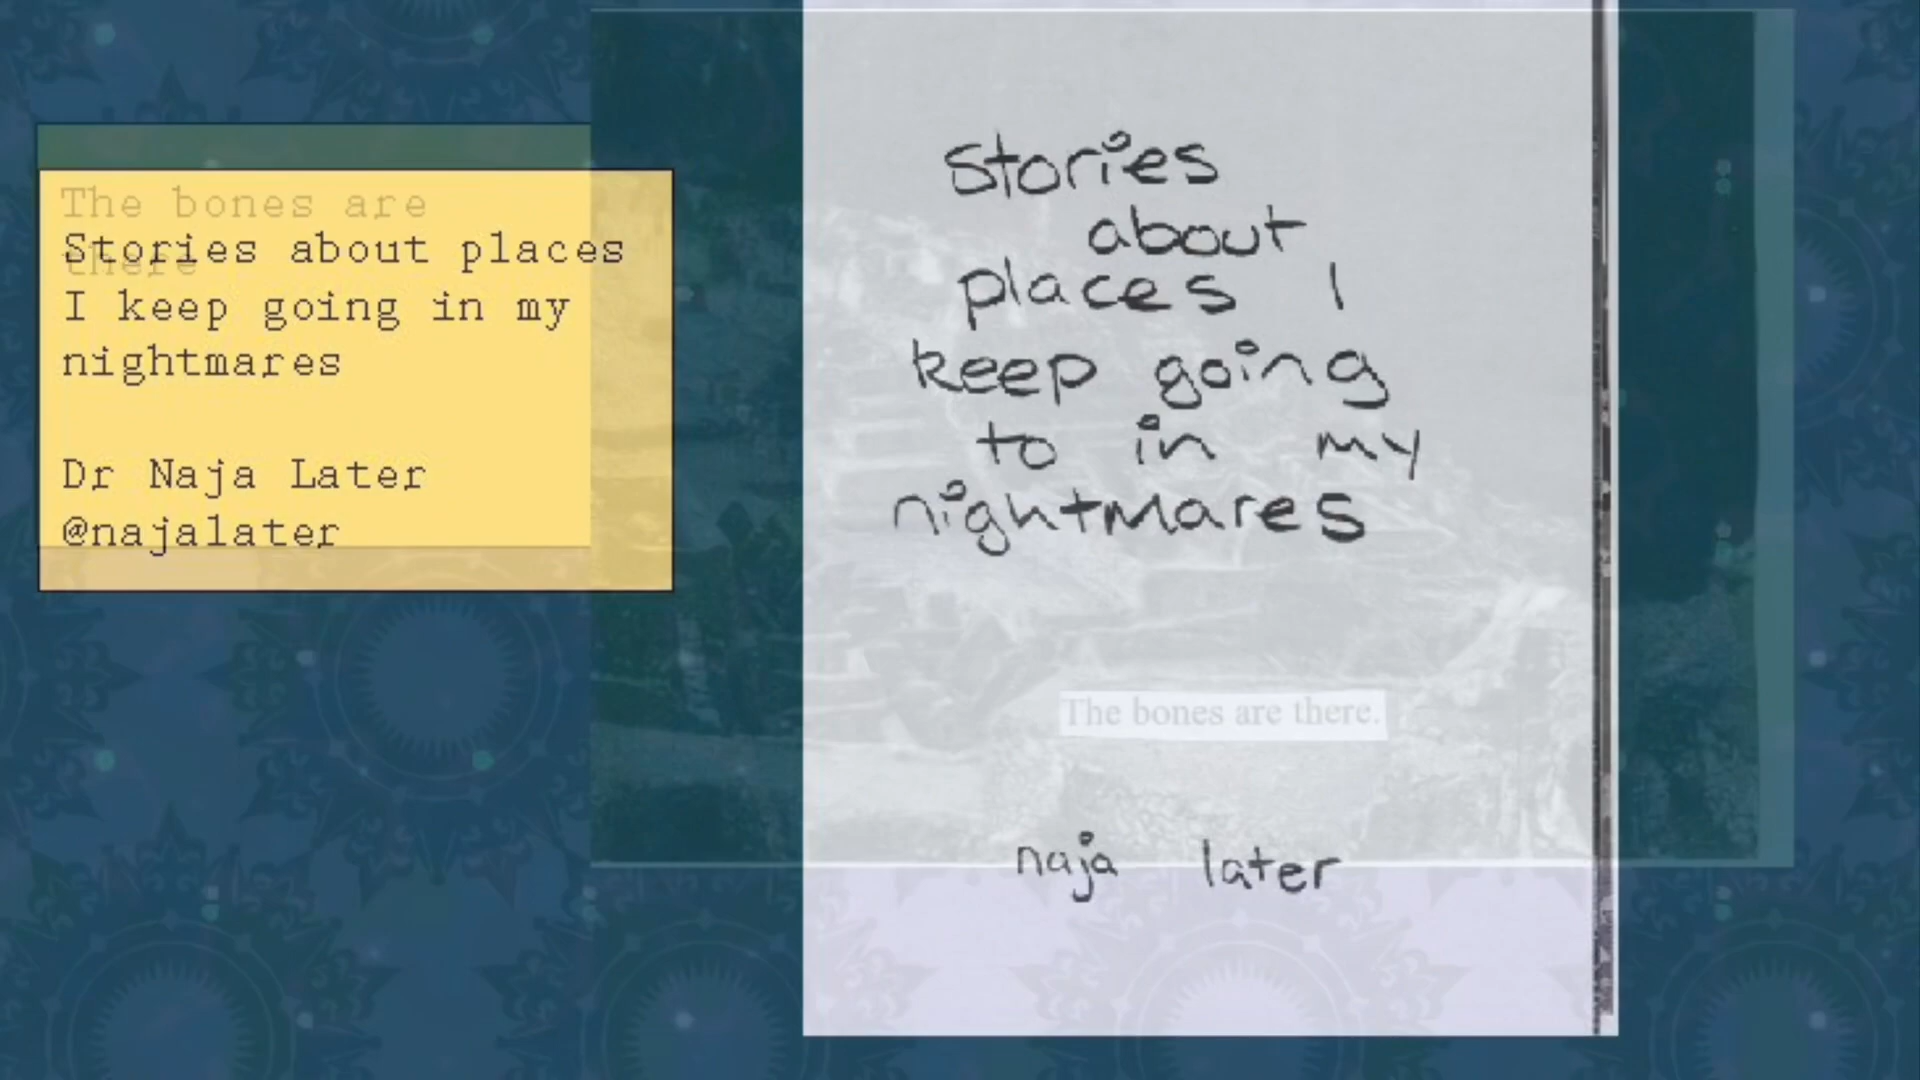 The bones are
there
Stories about places
I keep going in my
nightmares
Dr Naja Later
@najalater
stories
about
places I
keep going
to in my
nightmares
The bones are there.
naja later